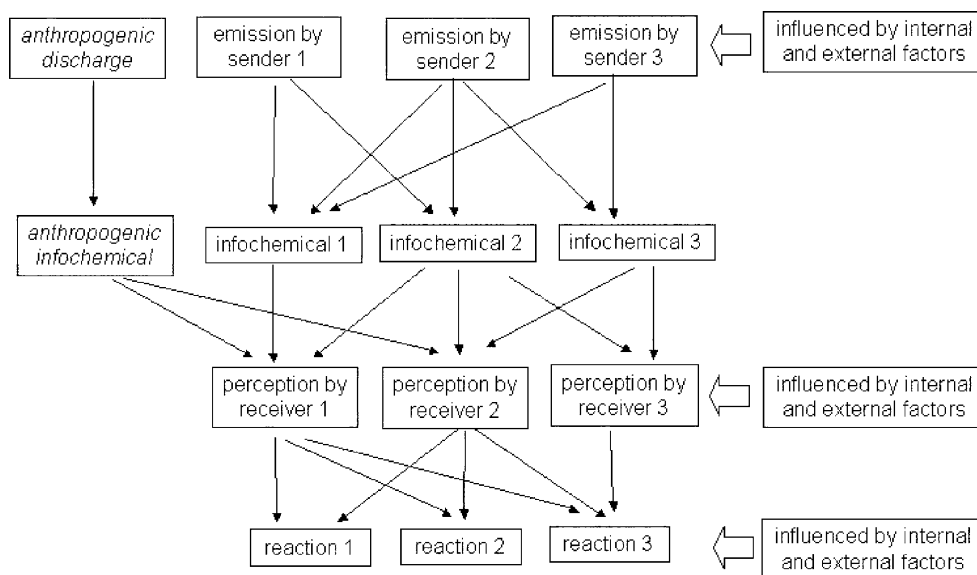 anthropogenic
discharge
emission by
sender 1
emission by
sender 2
emission by
sender 3
influenced by internal
and external factors
anthropogenic
infochemical
infochemical 1
infochemical 2
infochemical 3
perception by
receiver 1
perception by
receiver 2
perception by
receiver 3
influenced by internal
and external factors
reaction 1
reaction 2
reaction 3
influenced by internal
and external factors